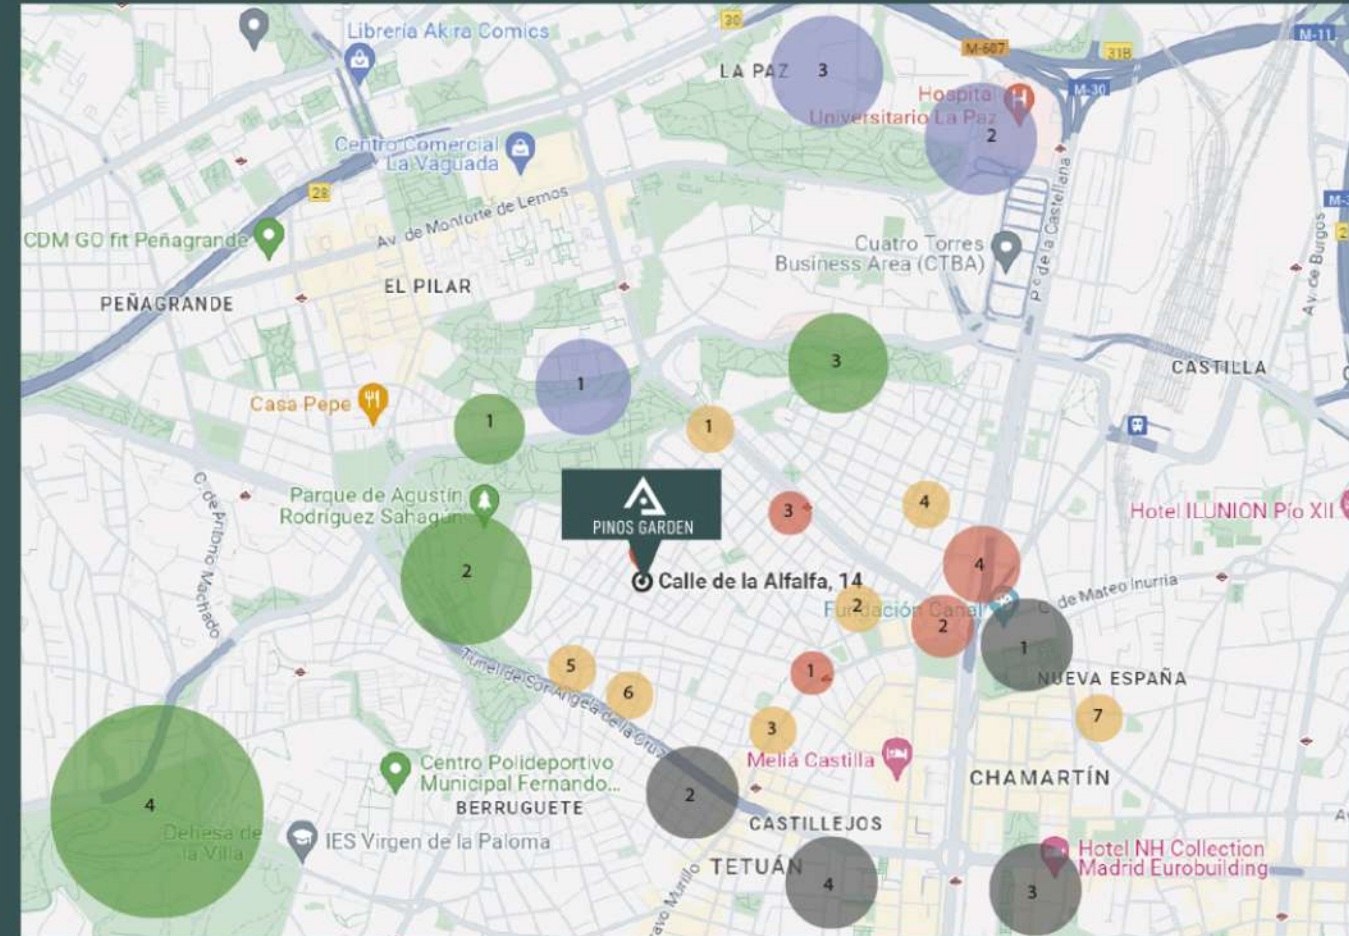 Librería Akira Comics
30
M-607
31B
M-11
LA PAZ
3
M-30
Hospital
Universitario La Paz
2
Centro Comercial
La Vaguada
28
Av. de Monforte de Lemos
Pº de la Castellana
Av. de Burgos
CDM GO fit Peñagrande
Cuatro Torres
Business Area (CTBA)
EL PILAR
PEÑAGRANDE
3
CASTILLA
1
Casa Pepe
1
1
Parque de Agustín
Rodríguez Sahagún
C. de Antonio Machado
PINOS GARDEN
3
4
Hotel ILUNION Pío XII
2
Calle de la Alfalfa, 14
4
C. de Mateo Inurria
2
Fundación Canal
2
1
5
Túnel de Sor Ángela de la Cruz
6
1
NUEVA ESPAÑA
3
7
Meliá Castilla
Centro Polideportivo
Municipal Fernando...
CHAMARTÍN
BERRUGUETE
2
4
Dehesa de
la Villa
IES Virgen de la Paloma
CASTILLEJOS
TETUÁN
4
3
Hotel NH Collection
Madrid Eurobuilding